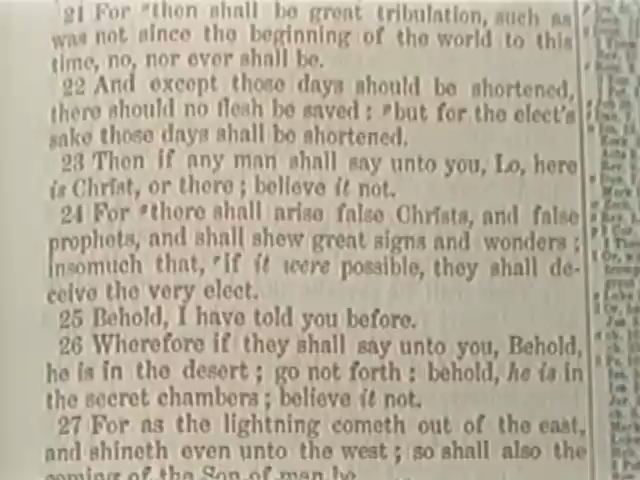 21 For "then shall be great tribulation, such as
was not since the beginning of the world to this
time, no, nor ever shall be.
22 And except those days should be shortened,
there should no flesh be saved : "but for the elect's
sake those days shall be shortened.
23 Then if any man shall say unto you, Lo, here
is Christ, or there ; believe it not.
24 For "there shall arise false Christs, and false
prophets, and shall shew great signs and wonders ;
insomuch that, "if it were possible, they shall de-
ceive the very elect.
25 Behold, I have told you before.
26 Wherefore if they shall say unto you, Behold,
he is in the desert ; go not forth : behold, he is in
the secret chambers ; believe it not.
27 For as the lightning cometh out of the east,
and shineth even unto the west ; so shall also the
coming of the Son of man be